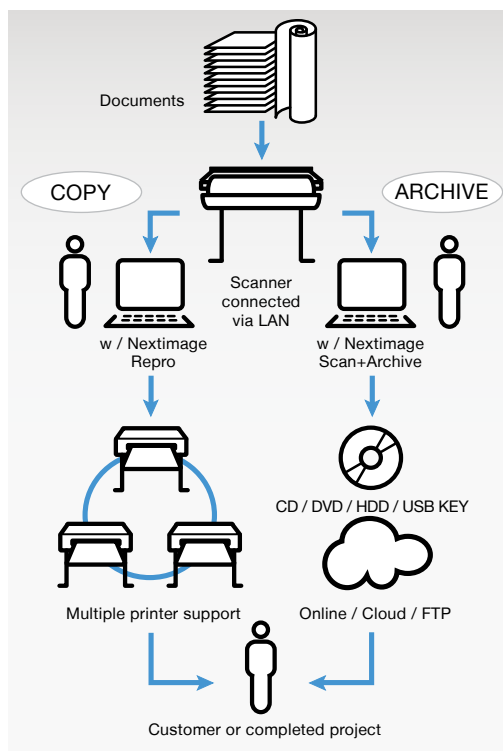 Documents
COPY
ARCHIVE
Scanner
connected
via LAN
w / Nextimage
Repro
w / Nextimage
Scan+Archive
CD / DVD / HDD / USB KEY
Multiple printer support
Online / Cloud / FTP
Customer or completed project